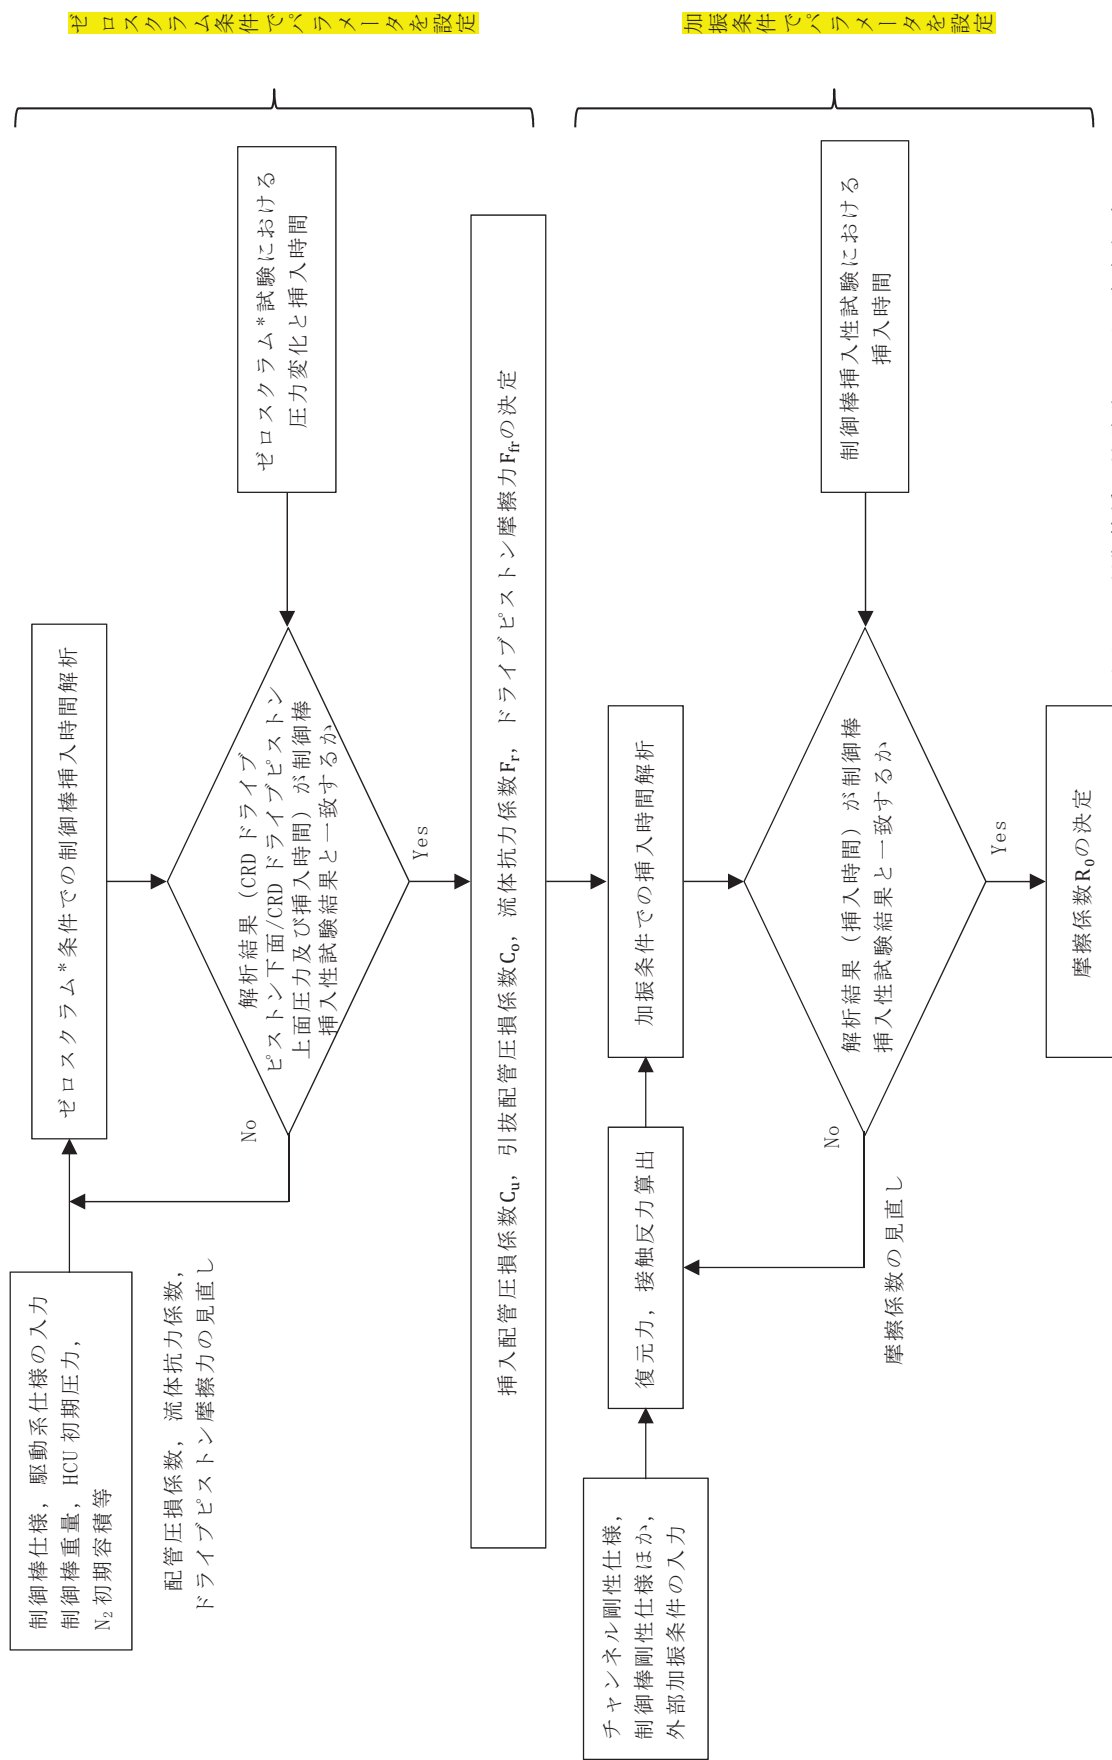 制御棒仕様，駆動系仕様の入力
制御棒重量，HCU 初期圧力，
N₂初期容積等
ゼロスクラム*条件での制御棒挿入時間解析
配管圧損係数，流体抗力係数，
ドライブピストン摩擦力の見直し
No
解析結果（CRD ドライブ
ピストン下面/CRD ドライブピストン
上面圧力及び挿入時間）が制御棒
挿入性試験結果と一致するか
Yes
ゼロスクラム*試験における
圧力変化と挿入時間
ゼロスクラム条件でパラメータを設定
挿入配管圧損係数Cᵤ，引抜配管圧損係数Cₒ，流体抗力係数Fᵣ，ドライブピストン摩擦力F_frの決定
チャンネル剛性仕様，
制御棒剛性仕様ほか，
外部加振条件の入力
復元力，接触反力算出
加振条件での挿入時間解析
摩擦係数の見直し
No
解析結果（挿入時間）が制御棒
挿入性試験結果と一致するか
Yes
制御棒挿入性試験における
挿入時間
加振条件でパラメータを設定
摩擦係数R₀の決定